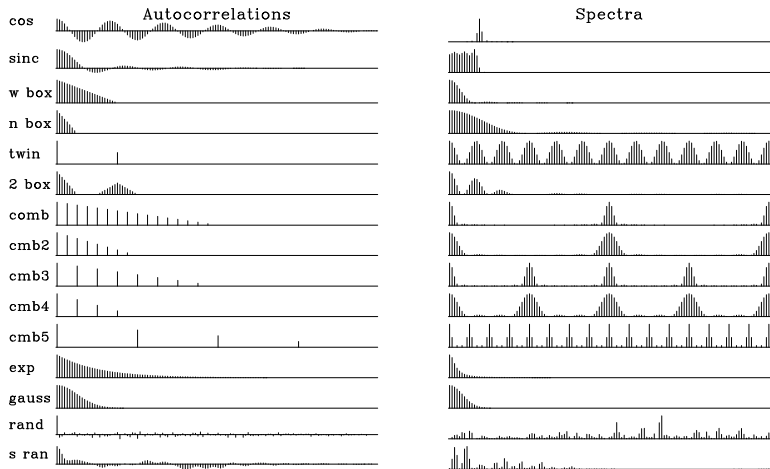 Autocorrelations Spectra
cos
sinc
w box
n box
twin
2 box
comb
cmb2
cmb3
cmb4
cmb5
exp
gauss
rand
s ran